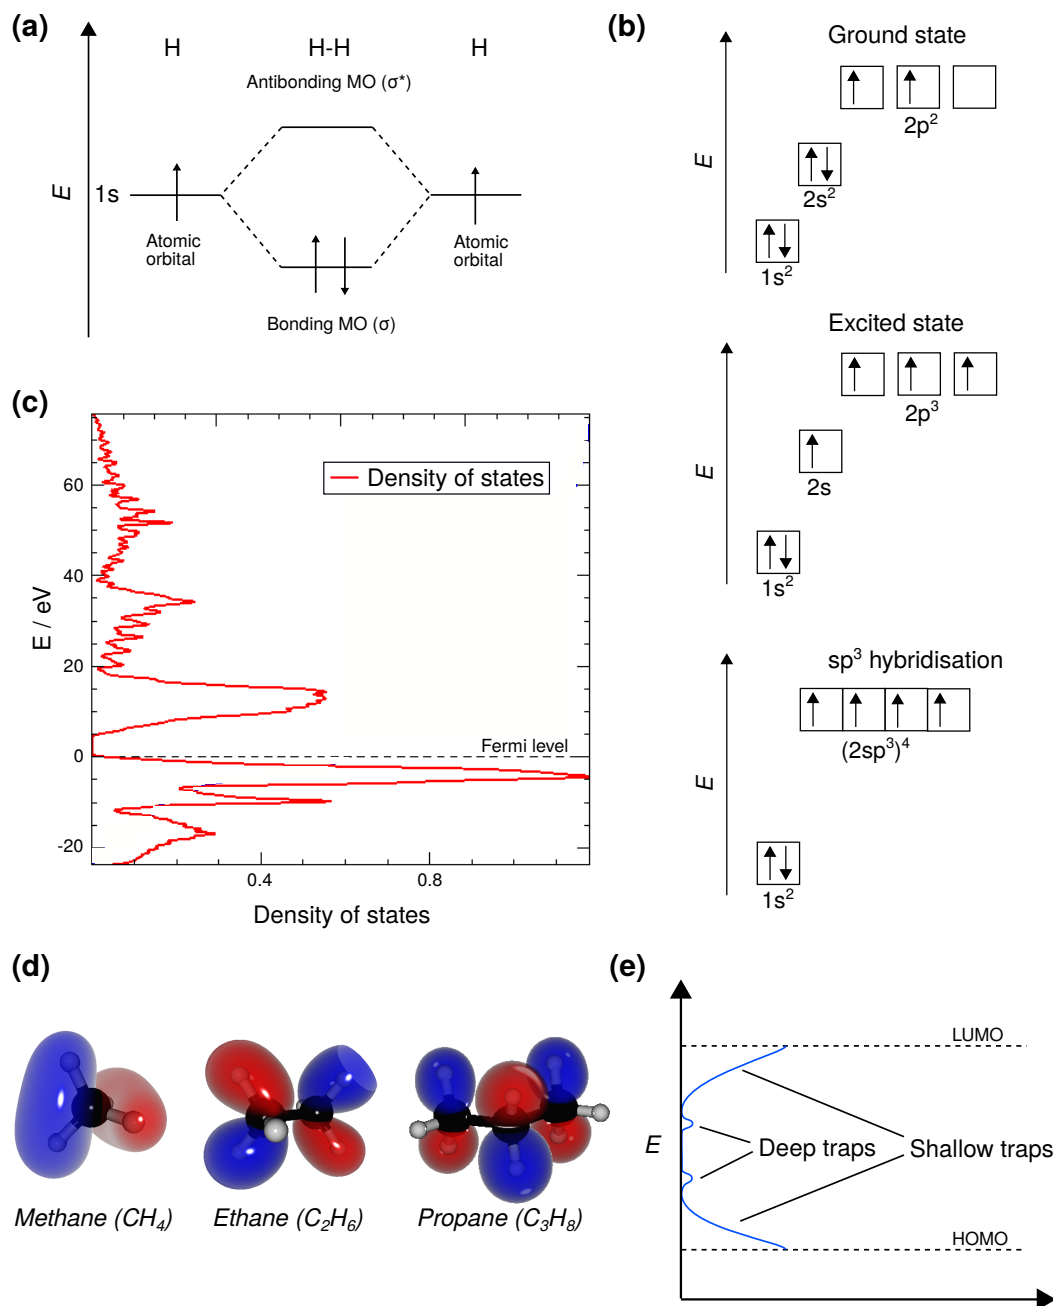 (a)
H H-H H
Antibonding MO (σ*)
E
1s
Atomic
orbital
Atomic
orbital
Bonding MO (σ)
(b)
Ground state
E
2p²
2s²
1s²
Excited state
E
2p³
2s
1s²
sp³ hybridisation
E
(2sp³)⁴
1s²
(c)
Density of states
60
40
20
0
-20
E / eV
Fermi level
0.4 0.8
Density of states
(d)
Methane (CH₄) Ethane (C₂H₆) Propane (C₃H₈)
(e)
LUMO
E
Deep traps
Shallow traps
HOMO